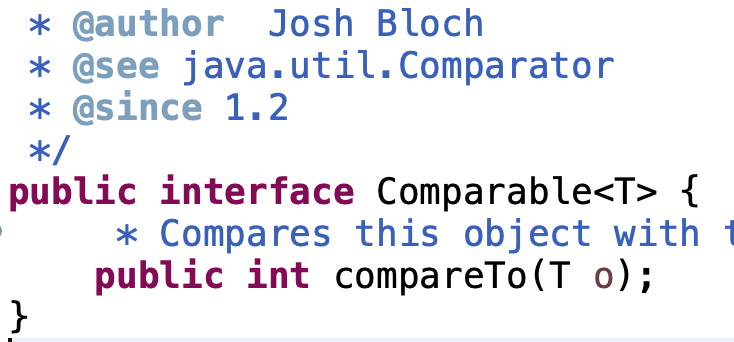 * @author  Josh Bloch
* @see java.util.Comparator
* @since 1.2
*/
public interface Comparable<T> {
* Compares this object with
public int compareTo(T o);
}